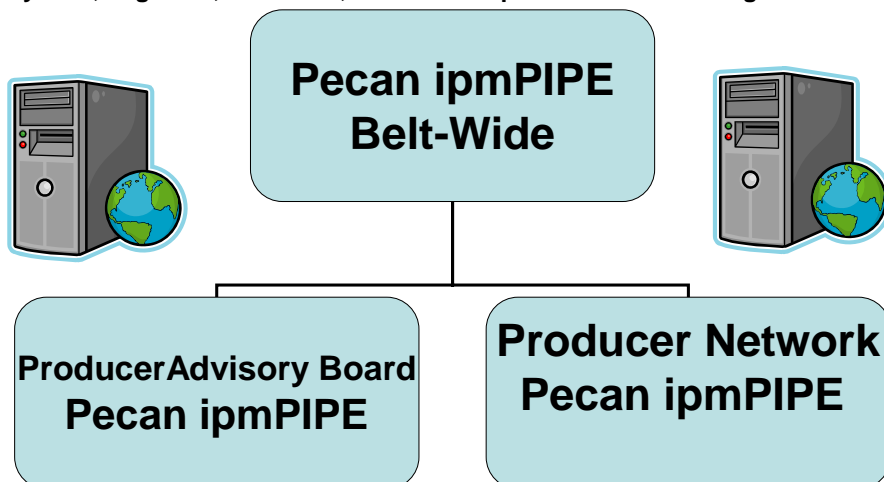 Pecan ipmPIPE
Belt-Wide
ProducerAdvisory Board
Pecan ipmPIPE
Producer Network
Pecan ipmPIPE